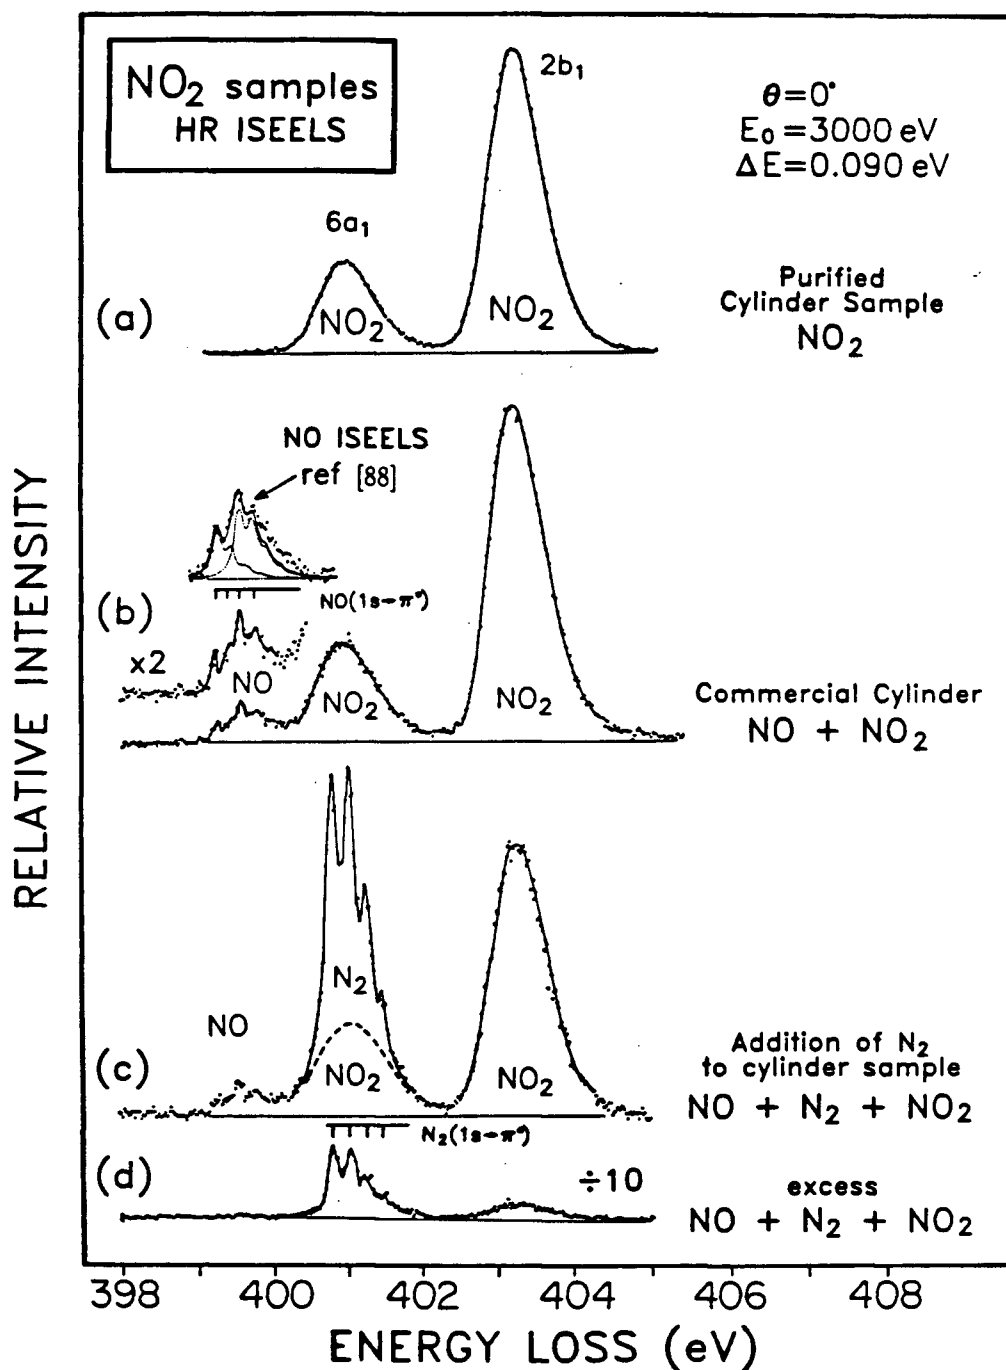 NO2 samples
HR ISEELS
2b1
θ=0°
E0=3000 eV
ΔE=0.090 eV
6a1
(a)
NO2
NO2
Purified
Cylinder Sample
NO2
NO ISEELS
ref [88]
NO(1s→π*)
(b)
x2
NO
NO2
NO2
Commercial Cylinder
NO + NO2
N2
NO
(c)
NO2
NO2
Addition of N2
to cylinder sample
NO + N2 + NO2
N2(1s→π*)
(d)
÷10
excess
NO + N2 + NO2
398 400 402 404 406 408
ENERGY LOSS (eV)
RELATIVE INTENSITY